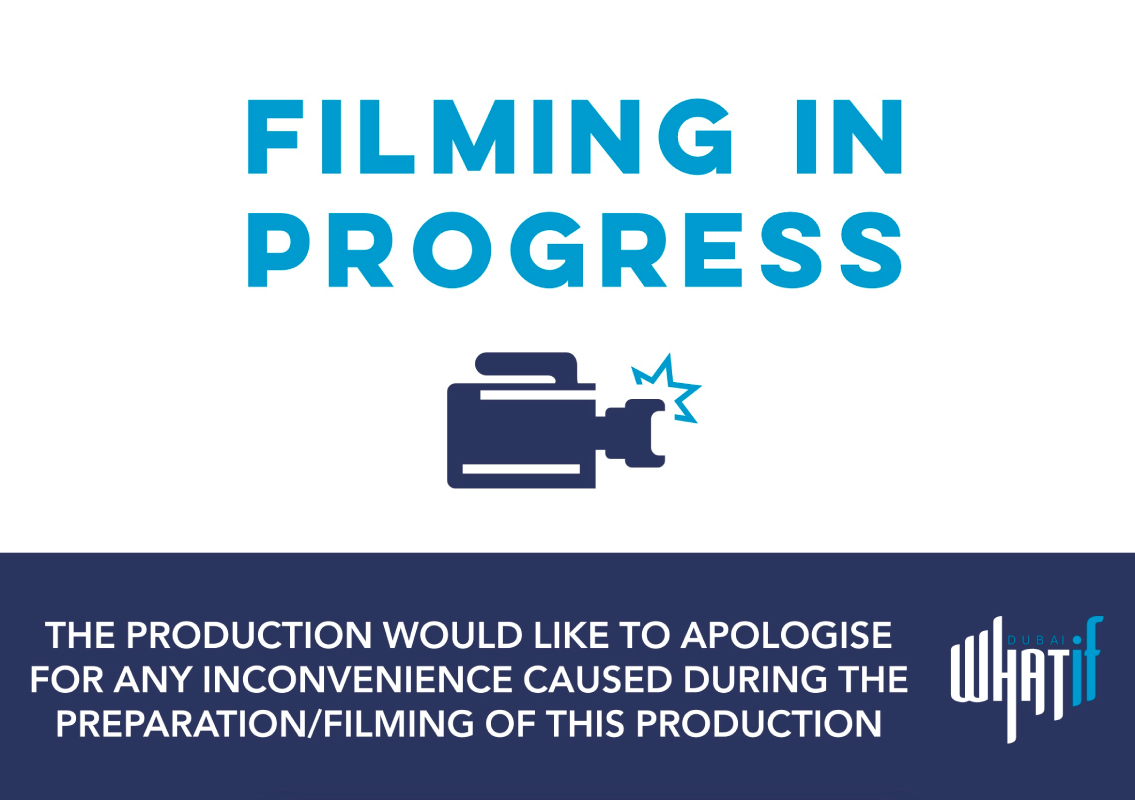 FILMING IN
PROGRESS
THE PRODUCTION WOULD LIKE TO APOLOGISE
FOR ANY INCONVENIENCE CAUSED DURING THE
PREPARATION/FILMING OF THIS PRODUCTION
DUBAI
WHATif